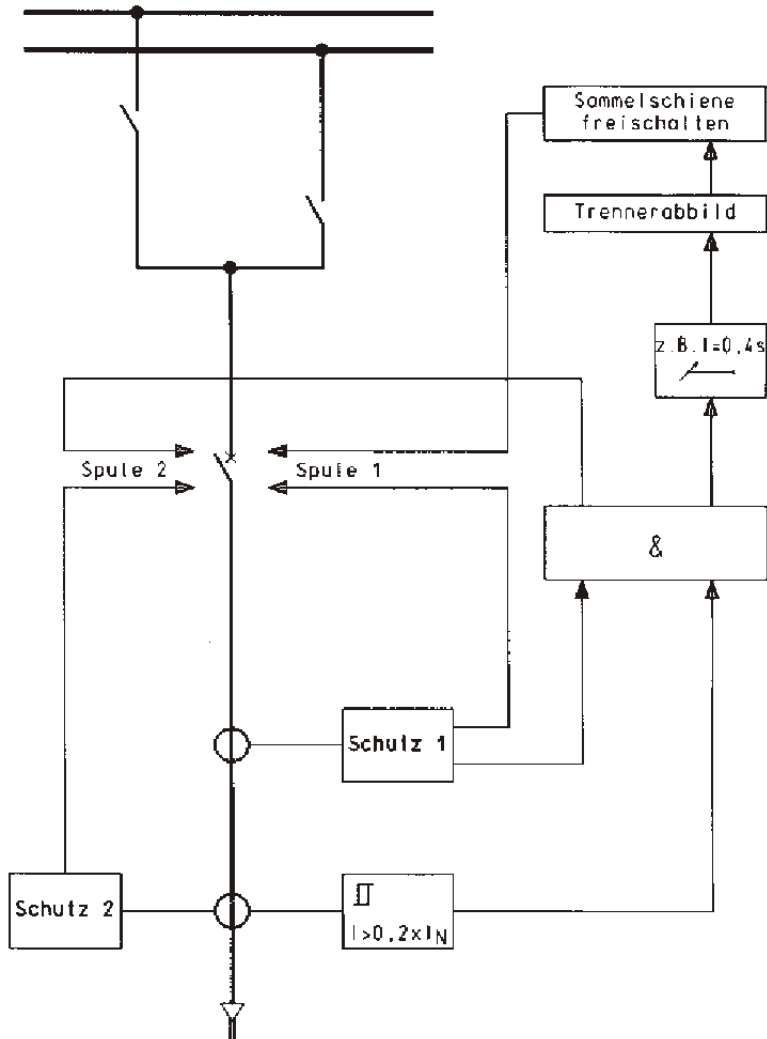 Sammelschiene
freischalten
Trennerabbild
z.B.I=0,4s
Spule 2
Spule 1
&
Schutz 1
Schutz 2
I>0,2xIN